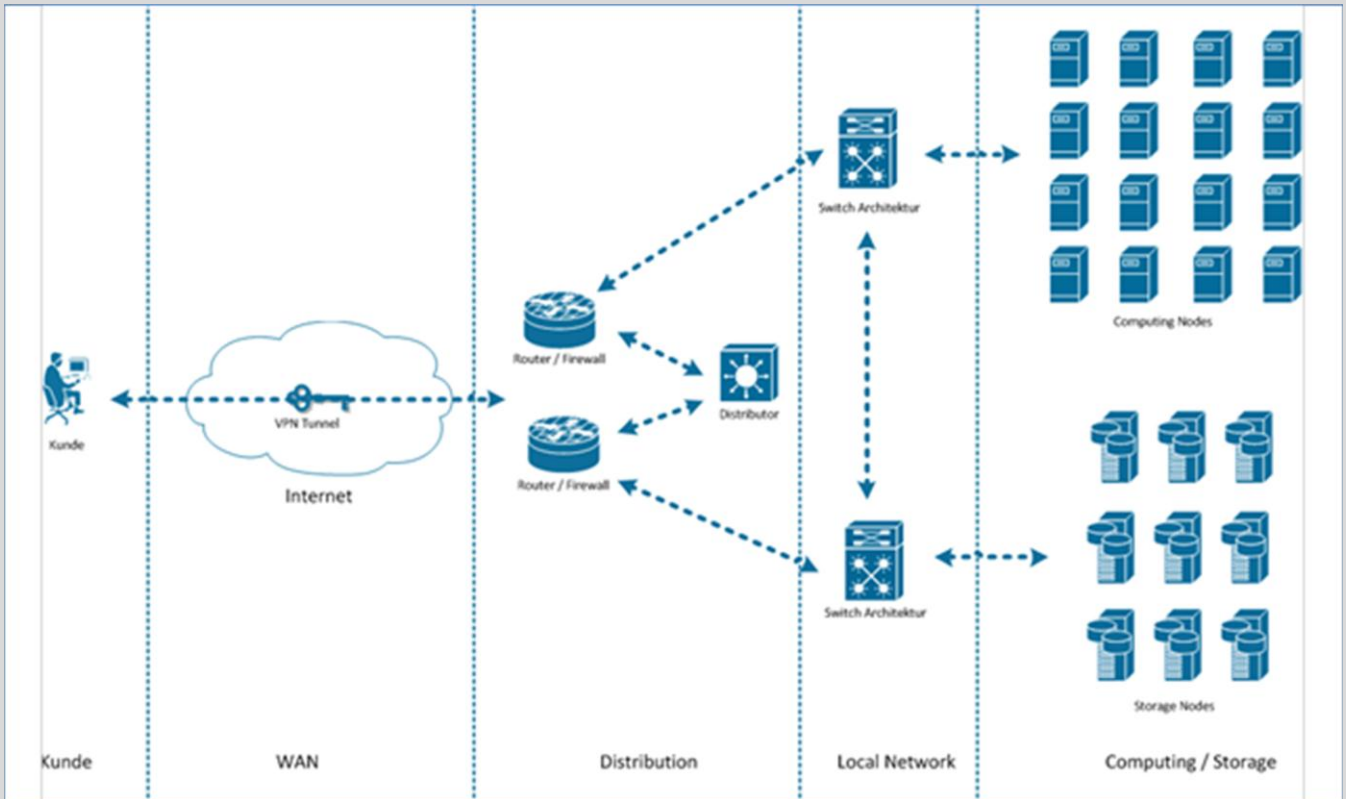 Switch Architektur
Computing Nodes
Router / Firewall
Distributor
VPN Tunnel
Kunde
Internet
Router / Firewall
Switch Architektur
Storage Nodes
Kunde
WAN
Distribution
Local Network
Computing / Storage